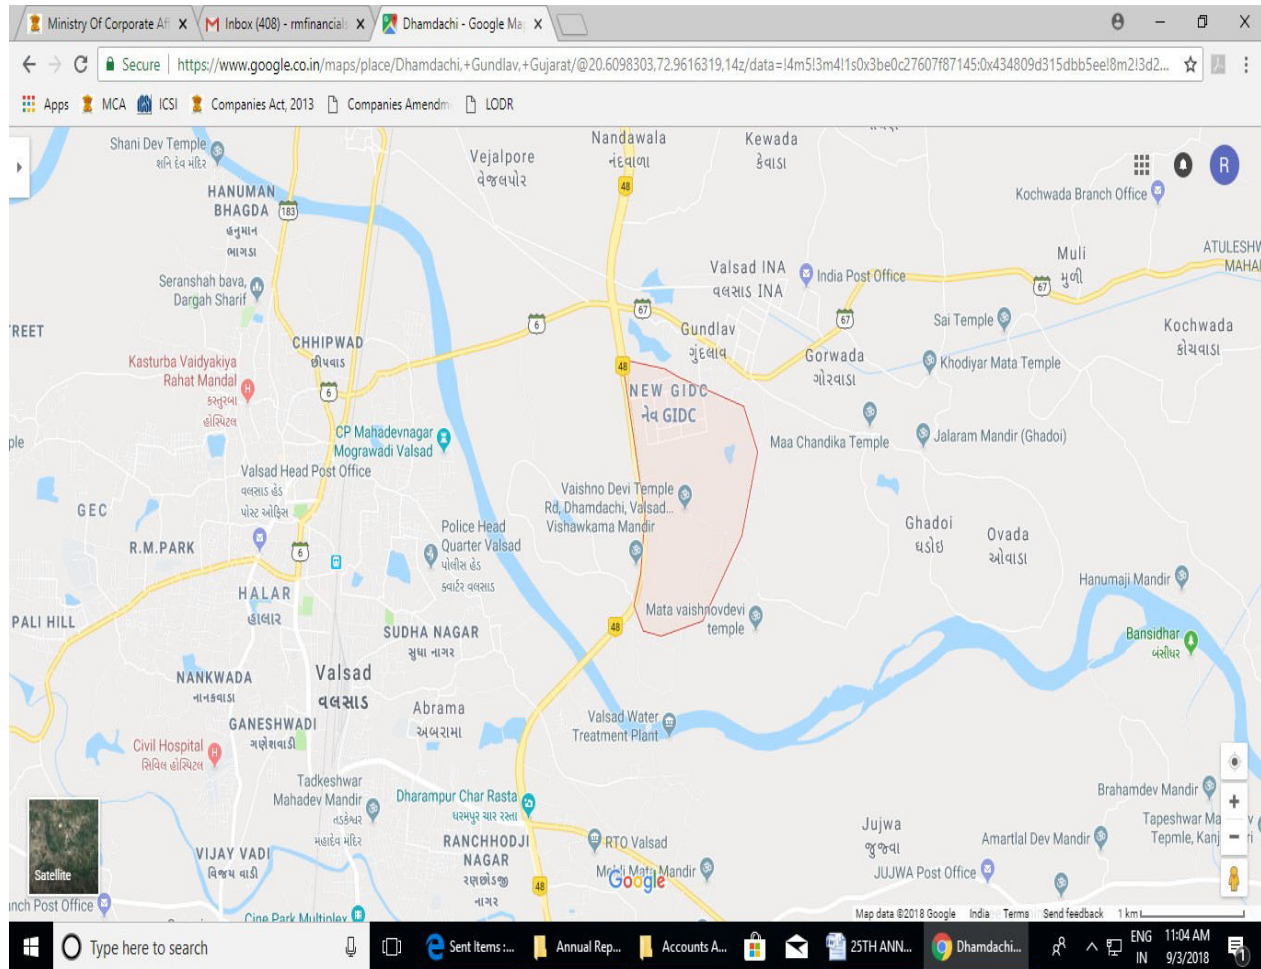 Ministry Of Corporate Aff
Inbox (408) - rmfinancial
Dhamdachi - Google Map
Secure
https://www.google.co.in/maps/place/Dhamdachi,+Gundlav,+Gujarat/@20.6098303,72.9616319,14z/data=!4m5!3m4!1s0x3be0c27607f87145:0x434809d315dbb5ee!8m2!3d2...
Apps
MCA
ICSI
Companies Act, 2013
Companies Amendm
LODR
Shani Dev Temple
શનિ દેવ મંદિર
Vejalpore
વેજલપોર
Nandawala
નંદવાળા
Kewada
કેવાડા
R
HANUMAN
BHAGDA
હનુમાન
ભાગડા
183
48
Kochwada Branch Office
Seranshah bava,
Dargah Sharif
Valsad INA
વલસાડ INA
India Post Office
Muli
મુળી
ATULESHW
MAHA
67
TREET
CHHIPWAD
છીપવાડ
6
67
Gundlav
ગુંદલાવ
67
Sai Temple
Kochwada
કોચવાડા
Kasturba Vaidyakiya
Rahat Mandal
કસ્તુરબા
હોસ્પિટલ
6
48
NEW GIDC
નેવ GIDC
Gorwada
ગોરવાડા
Khodiyar Mata Temple
CP Mahadevnagar
Mograwadi Valsad
Maa Chandika Temple
Jalaram Mandir (Ghadoi)
ple
Valsad Head Post Office
વલસાડ હેડ
પોસ્ટ ઓફિસ
GEC
R.M.PARK
6
Vaishno Devi Temple
Rd, Dhamdachi, Valsad...
Vishawkama Mandir
Police Head
Quarter Valsad
પોલીસ હેડ
ક્વાર્ટર વલસાડ
Ghadoi
ઘડોઇ
Ovada
ઓવાડા
HALAR
હાલાર
Hanumaji Mandir
PALI HILL
SUDHA NAGAR
સુધા નગર
48
Mata vaishnovdevi
temple
Bansidhar
બંસીધર
NANKWADA
નાનકવાડા
Valsad
વલસાડ
GANESHWADI
ગણેશવાડી
Abrama
અબરામા
Valsad Water
Treatment Plant
Civil Hospital
સિવિલ હોસ્પિટલ
Tadkeshwar
Mahadev Mandir
તડકેશ્વર
મહાદેવ મંદિર
Dharampur Char Rasta
ધરમપુર ચાર રસ્તા
Brahamdev Mandir
Satellite
VIJAY VADI
વિજય વાડી
RANCHHODJI
NAGAR
રણછોડજી
નગર
RTO Valsad
48
Google
Mandir
Jujwa
જુજવા
Amartlal Dev Mandir
Tapeshwar Ma
Tepmle, Kanj
JUJWA Post Office
nch Post Office
Cine Park Multiplex
Map data ©2018 Google
India
Terms
Send feedback
1 km
Type here to search
Sent Items :...
Annual Rep...
Accounts A...
25TH ANN...
Dhamdachi...
ENG
IN
11:04 AM
9/3/2018
1